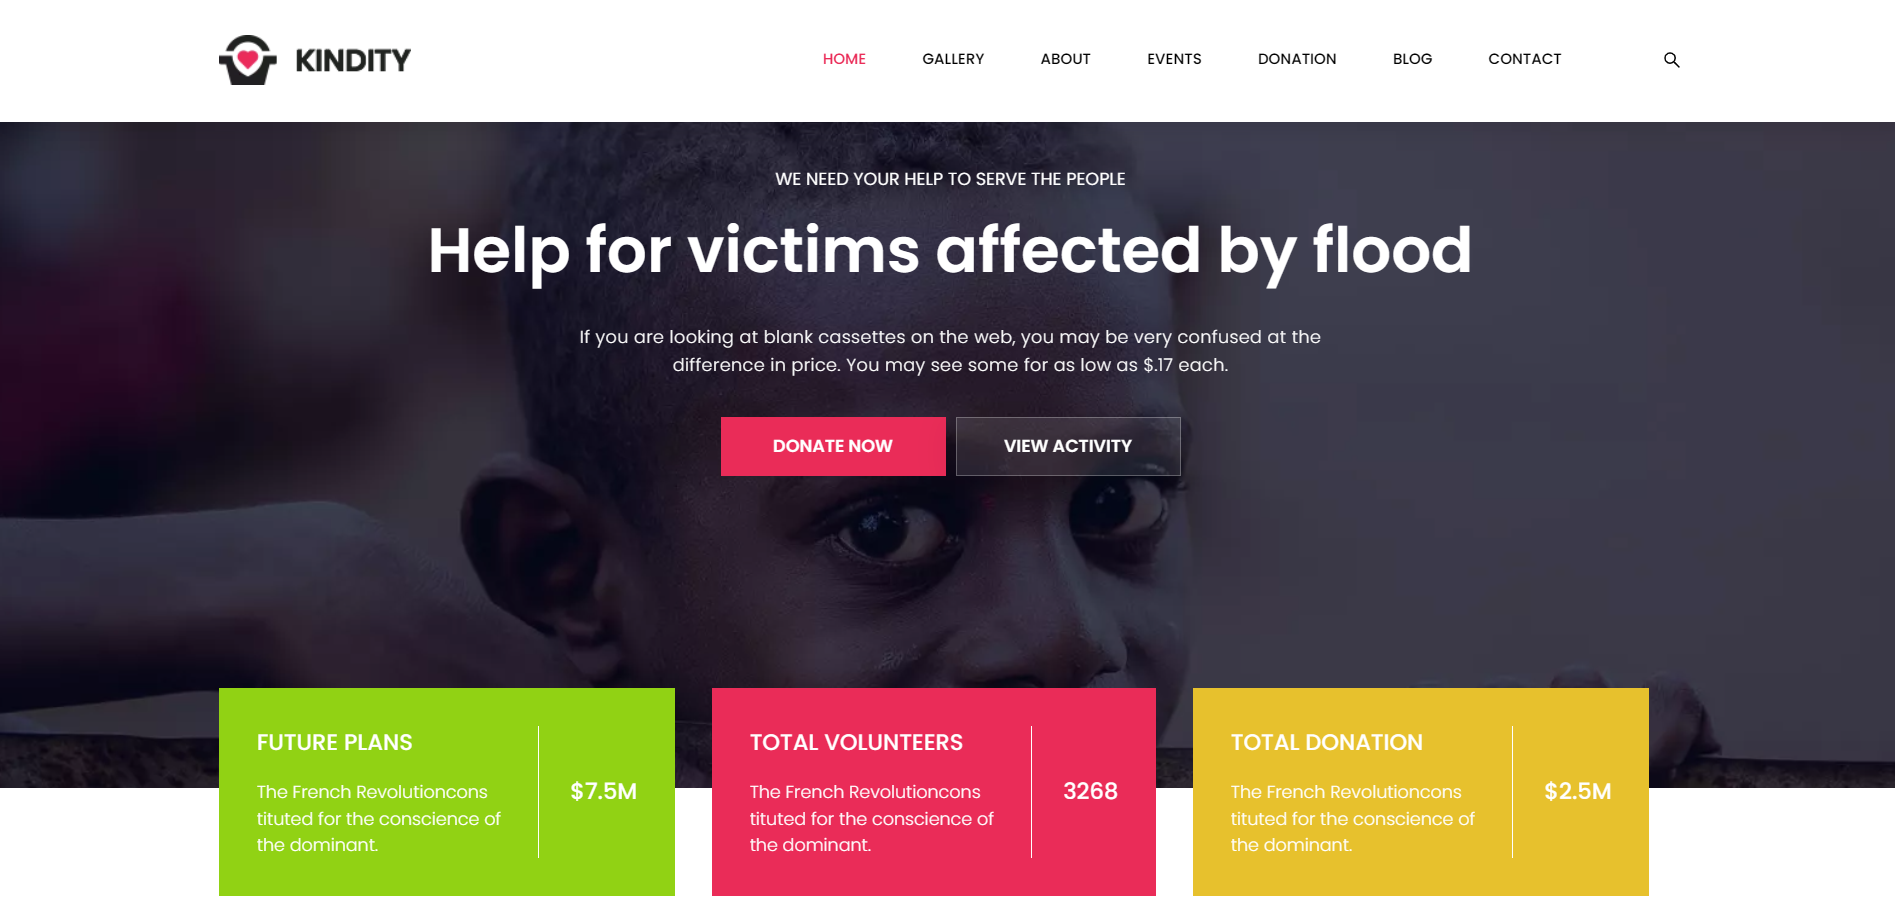 KINDITY
HOME
GALLERY
ABOUT
EVENTS
DONATION
BLOG
CONTACT
WE NEED YOUR HELP TO SERVE THE PEOPLE
Help for victims affected by flood
If you are looking at blank cassettes on the web, you may be very confused at the
difference in price. You may see some for as low as $.17 each.
DONATE NOW
VIEW ACTIVITY
FUTURE PLANS
The French Revolutioncons
tituted for the conscience of
the dominant.
$7.5M
TOTAL VOLUNTEERS
The French Revolutioncons
tituted for the conscience of
the dominant.
3268
TOTAL DONATION
The French Revolutioncons
tituted for the conscience of
the dominant.
$2.5M